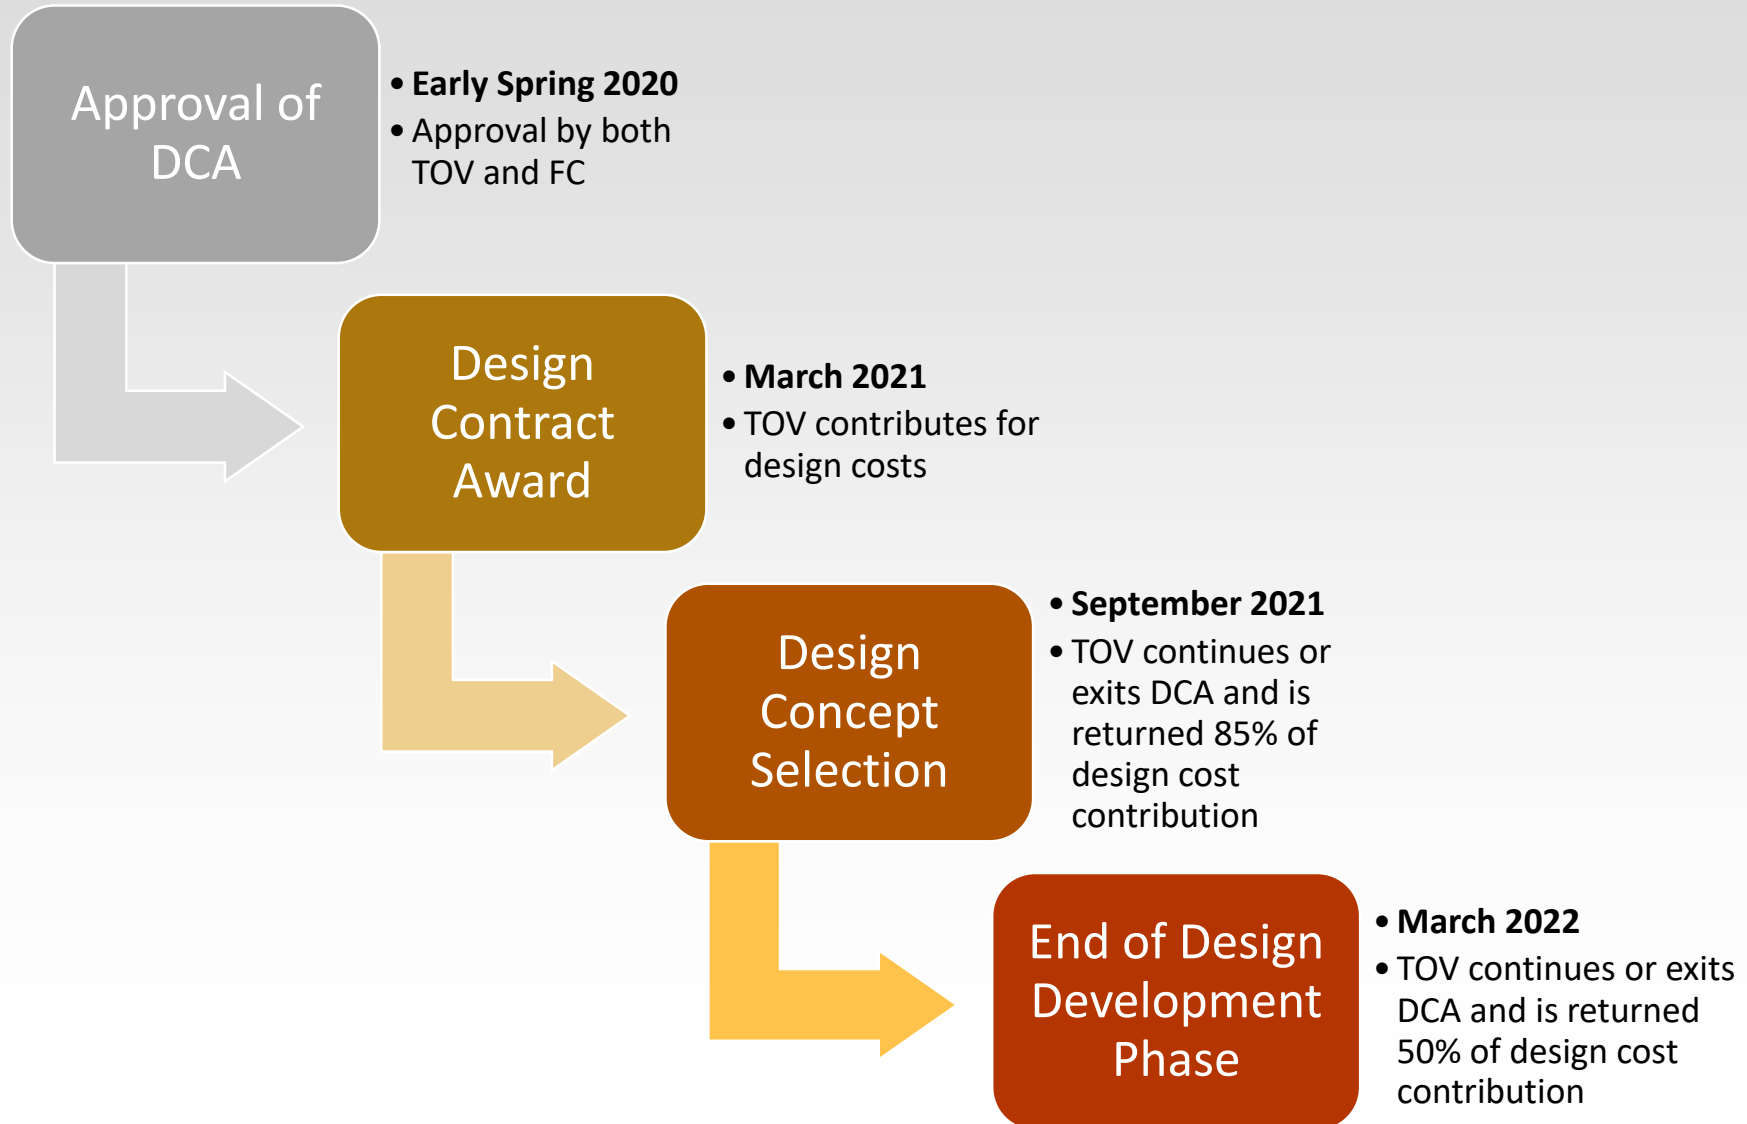 Approval of
DCA
• Early Spring 2020
• Approval by both
TOV and FC
Design
Contract
Award
• March 2021
• TOV contributes for
design costs
Design
Concept
Selection
• September 2021
• TOV continues or
exits DCA and is
returned 85% of
design cost
contribution
End of Design
Development
Phase
• March 2022
• TOV continues or exits
DCA and is returned
50% of design cost
contribution